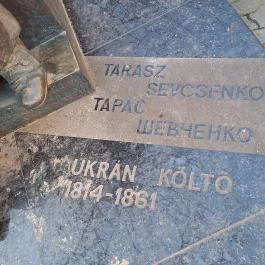 TARASZ
SEVCSENKO
ТАРАС
ШЕВЧЕНКО
UKRÁN KÖLTŐ
1814-1861